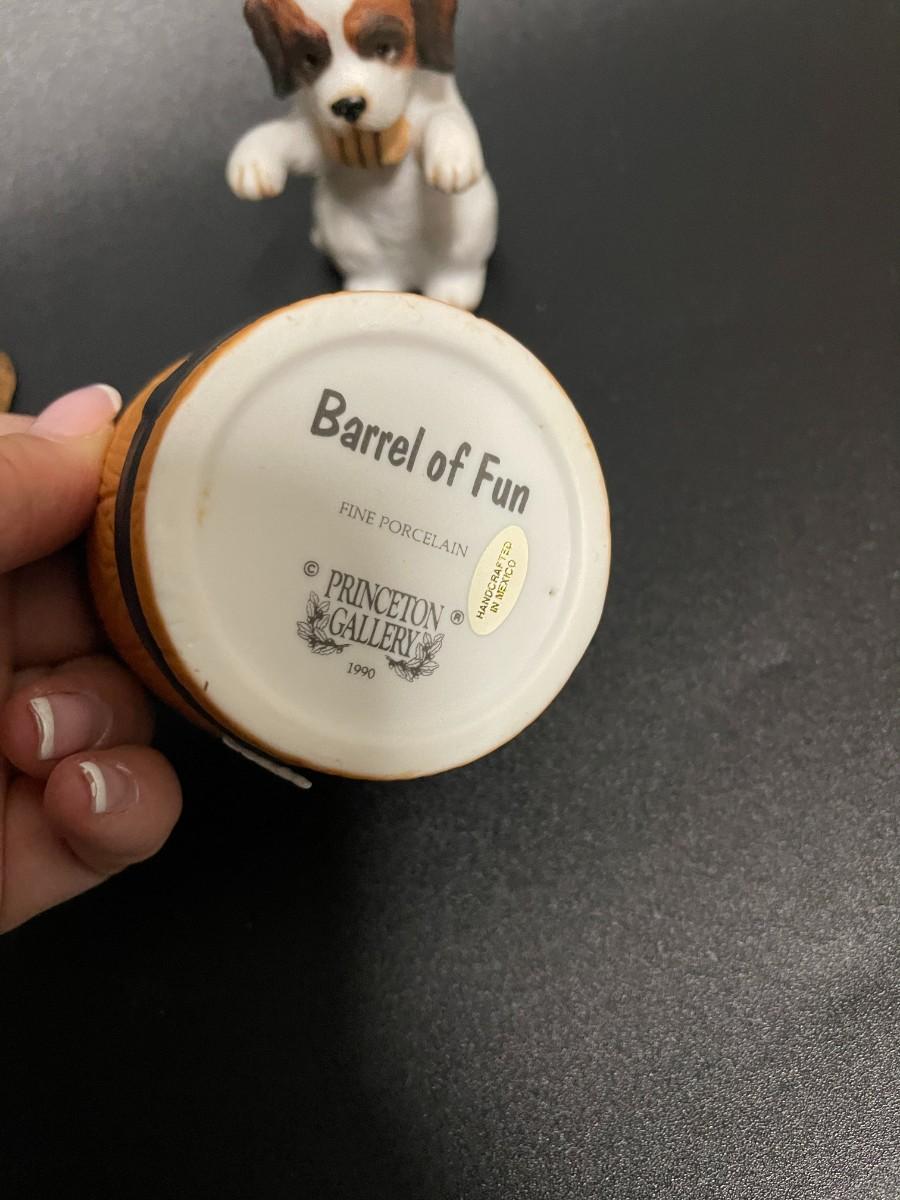 Barrel of Fun
FINE PORCELAIN
HANDCRAFTED
IN MEXICO
© PRINCETON ®
GALLERY
1990